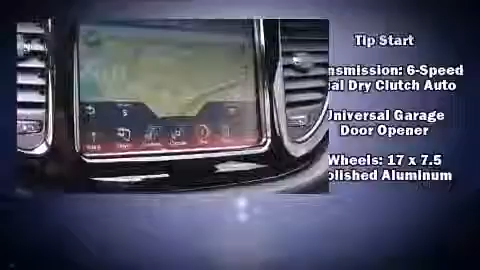 Tip Start
nsmission: 6-Speed
al Dry Clutch Auto
Universal Garage
Door Opener
Wheels: 17 x 7.5
olished Aluminum